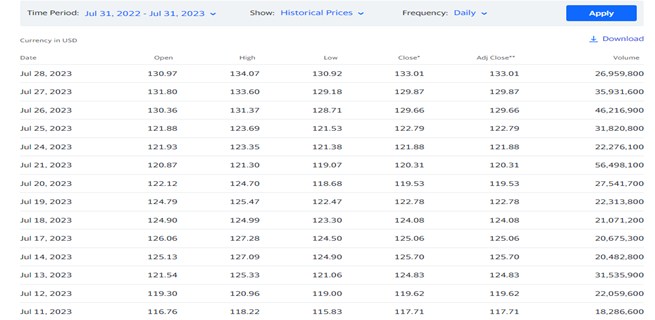 Time Period: Jul 31, 2022 - Jul 31, 2023 Show: Historical Prices Frequency: Daily Apply
Currency in USD Download
Date Open High Low Close* Adj Close** Volume
Jul 28, 2023 130.97 134.07 130.92 133.01 133.01 26,959,800
Jul 27, 2023 131.80 133.60 129.18 129.87 129.87 35,931,600
Jul 26, 2023 130.36 131.37 128.71 129.66 129.66 46,216,900
Jul 25, 2023 121.88 123.69 121.53 122.79 122.79 31,820,800
Jul 24, 2023 121.93 123.35 121.38 121.88 121.88 22,276,100
Jul 21, 2023 120.87 121.30 119.07 120.31 120.31 56,498,100
Jul 20, 2023 122.12 124.70 118.68 119.53 119.53 27,541,700
Jul 19, 2023 124.79 125.47 122.47 122.78 122.78 22,313,800
Jul 18, 2023 124.90 124.99 123.30 124.08 124.08 21,071,200
Jul 17, 2023 126.06 127.28 124.50 125.06 125.06 20,675,300
Jul 14, 2023 125.13 127.09 124.90 125.70 125.70 20,482,800
Jul 13, 2023 121.54 125.33 121.06 124.83 124.83 31,535,900
Jul 12, 2023 119.30 120.96 119.00 119.62 119.62 22,059,600
Jul 11, 2023 116.76 118.22 115.83 117.71 117.71 18,286,600